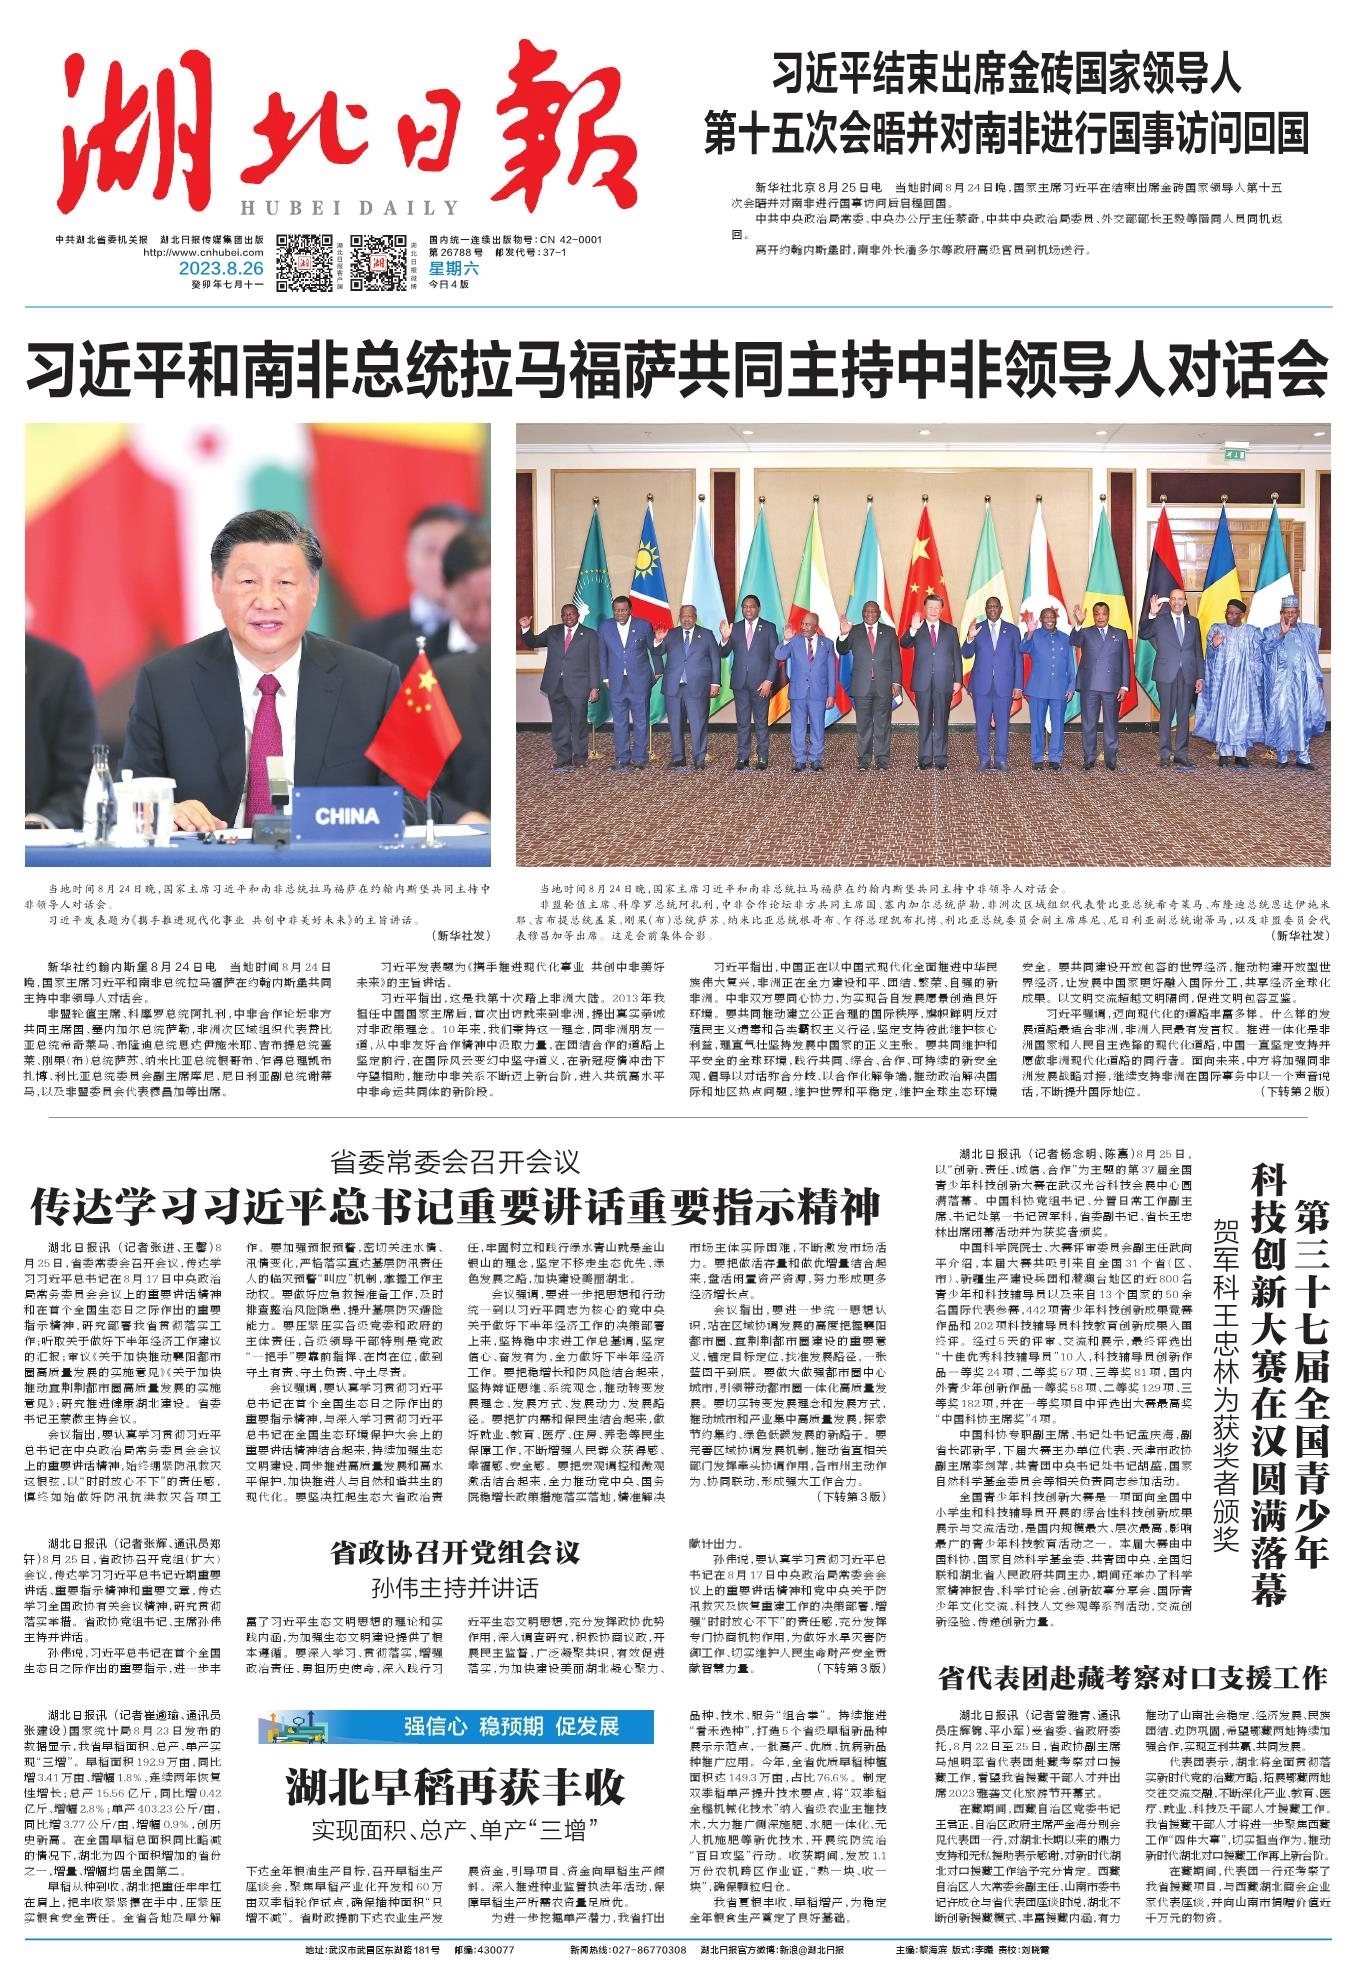 湖北日報
HUBEI DAILY
中共湖北省委机关报 湖北日报传媒集团出版
http://www.cnhubei.com
2023.8.26
癸卯年七月十一
湖北日报客户端
湖北日报微博
国内统一连续出版物号:CN 42-0001
第26788号 邮发代号:37-1
星期六
今日4版
习近平结束出席金砖国家领导人
第十五次会晤并对南非进行国事访问回国
新华社北京8月25日电 当地时间8月24日晚,国家主席习近平在结束出席金砖国家领导人第十五
次会晤并对南非进行国事访问后启程回国。
中共中央政治局常委、中央办公厅主任蔡奇,中共中央政治局委员、外交部部长王毅等陪同人员同机返
回。
离开约翰内斯堡时,南非外长潘多尔等政府高级官员到机场送行。
习近平和南非总统拉马福萨共同主持中非领导人对话会
CHINA
当地时间8月24日晚,国家主席习近平和南非总统拉马福萨在约翰内斯堡共同主持中
非领导人对话会。
习近平发表题为《携手推进现代化事业 共创中非美好未来》的主旨讲话。
(新华社发)
当地时间8月24日晚,国家主席习近平和南非总统拉马福萨在约翰内斯堡共同主持中非领导人对话会。
非盟轮值主席、科摩罗总统阿扎利,中非合作论坛非方共同主席国、塞内加尔总统萨勒,非洲次区域组织代表赞比亚总统希奇莱马、布隆迪总统恩达伊施米
耶、吉布提总统盖莱、刚果(布)总统萨苏、纳米比亚总统根哥布、乍得总理凯布扎博、利比亚总统委员会副主席库尼、尼日利亚副总统谢蒂马,以及非盟委员会代
表穆昌加等出席。这是会前集体合影。
(新华社发)
新华社约翰内斯堡8月24日电 当地时间8月24日
晚,国家主席习近平和南非总统拉马福萨在约翰内斯堡共同
主持中非领导人对话会。
非盟轮值主席、科摩罗总统阿扎利,中非合作论坛非方
共同主席国、塞内加尔总统萨勒,非洲次区域组织代表赞比
亚总统希奇莱马、布隆迪总统恩达伊施米耶、吉布提总统盖
莱、刚果(布)总统萨苏、纳米比亚总统根哥布、乍得总理凯布
扎博、利比亚总统委员会副主席库尼、尼日利亚副总统谢蒂
马,以及非盟委员会代表穆昌加等出席。
习近平发表题为《携手推进现代化事业 共创中非美好
未来》的主旨讲话。
习近平指出,这是我第十次踏上非洲大陆。2013年我
担任中国国家主席后,首次出访就来到非洲,提出真实亲诚
对非政策理念。10年来,我们秉持这一理念,同非洲朋友一
道,从中非友好合作精神中汲取力量,在团结合作的道路上
坚定前行,在国际风云变幻中坚守道义,在新冠疫情冲击下
守望相助,推动中非关系不断迈上新台阶,进入共筑高水平
中非命运共同体的新阶段。
习近平指出,中国正在以中国式现代化全面推进中华民
族伟大复兴,非洲正在全力建设和平、团结、繁荣、自强的新
非洲。中非双方要同心协力,为实现各自发展愿景创造良好
环境。要共同推动建立公正合理的国际秩序,旗帜鲜明反对
殖民主义遗毒和各类霸权主义行径,坚定支持彼此维护核心
利益,理直气壮坚持发展中国家的正义主张。要共同维护和
平安全的全球环境,践行共同、综合、合作、可持续的新安全
观,倡导以对话弥合分歧、以合作化解争端,推动政治解决国
际和地区热点问题,维护世界和平稳定,维护全球生态环境
安全。要共同建设开放包容的世界经济,推动构建开放型世
界经济,让发展中国家更好融入国际分工,共享经济全球化
成果。以文明交流超越文明隔阂,促进文明包容互鉴。
习近平强调,迈向现代化的道路丰富多样。什么样的发
展道路最适合非洲,非洲人民最有发言权。推进一体化是非
洲国家和人民自主选择的现代化道路,中国一直坚定支持并
愿做非洲现代化道路的同行者。面向未来,中方将加强同非
洲发展战略对接,继续支持非洲在国际事务中以一个声音说
话,不断提升国际地位。 (下转第2版)
省委常委会召开会议
传达学习习近平总书记重要讲话重要指示精神
湖北日报讯(记者张进、王馨)8
月25日,省委常委会召开会议,传达学
习习近平总书记在8月17日中央政治
局常务委员会会议上的重要讲话精神
和在首个全国生态日之际作出的重要
指示精神,研究部署我省贯彻落实工
作;听取关于做好下半年经济工作建议
的汇报;审议《关于加快推动襄阳都市
圈高质量发展的实施意见》《关于加快
推动宜荆荆都市圈高质量发展的实施
意见》;研究推进健康湖北建设。省委
书记王蒙徽主持会议。
会议指出,要认真学习贯彻习近平
总书记在中央政治局常务委员会会议
上的重要讲话精神,始终绷紧防汛救灾
这根弦,以“时时放心不下”的责任感,
慎终如始做好防汛抗洪救灾各项工
作。要加强预报预警,密切关注水情、
汛情变化,严格落实直达基层防汛责任
人的临灾预警“叫应”机制,掌握工作主
动权。要做好应急救援准备工作,及时
排查整治风险隐患,提升基层防灾避险
能力。要压紧压实各级党委和政府的
主体责任,各级领导干部特别是党政
“一把手”要靠前指挥、在岗在位,做到
守土有责、守土负责、守土尽责。
会议强调,要认真学习贯彻习近平
总书记在首个全国生态日之际作出的
重要指示精神,与深入学习贯彻习近平
总书记在全国生态环境保护大会上的
重要讲话精神结合起来,持续加强生态
文明建设,同步推进高质量发展和高水
平保护,加快推进人与自然和谐共生的
现代化。要坚决扛起生态大省政治责
任,牢固树立和践行绿水青山就是金山
银山的理念,坚定不移走生态优先、绿
色发展之路,加快建设美丽湖北。
会议强调,要进一步把思想和行动
统一到以习近平同志为核心的党中央
关于做好下半年经济工作的决策部署
上来,坚持稳中求进工作总基调,坚定
信心、奋发有为,全力做好下半年经济
工作。要把稳增长和防风险结合起来,
坚持辩证思维、系统观念,推动转变发
展理念、发展方式、发展动力、发展路
径。要把扩内需和保民生结合起来,做
好就业、教育、医疗、住房、养老等民生
保障工作,不断增强人民群众获得感、
幸福感、安全感。要把宏观调控和微观
激活结合起来,全力推动党中央、国务
院稳增长政策措施落实落地,精准解决
市场主体实际困难,不断激发市场活
力。要把做活存量和做优增量结合起
来,盘活闲置资产资源,努力形成更多
经济增长点。
会议指出,要进一步统一思想认
识,站在区域协调发展的高度把握襄阳
都市圈、宜荆荆都市圈建设的重要意
义,锚定目标定位,找准发展路径,一张
蓝图干到底。要做大做强都市圈中心
城市,引领带动都市圈一体化高质量发
展。要切实转变发展理念和发展方式,
推动城市和产业集中高质量发展,探索
节约集约、绿色低碳发展的新路子。要
完善区域协调发展机制,推动省直相关
部门发挥牵头协调作用,各市州主动作
为、协同联动,形成强大工作合力。
(下转第3版)
湖北日报讯(记者杨念明、陈熹)8月25日,
以“创新、责任、诚信、合作”为主题的第37届全国
青少年科技创新大赛在武汉光谷科技会展中心圆
满落幕。中国科协党组书记、分管日常工作副主
席、书记处第一书记贺军科,省委副书记、省长王忠
林出席闭幕活动并为获奖者颁奖。
中国科学院院士、大赛评审委员会副主任武向
平介绍,本届大赛共吸引来自全国31个省(区、
市)、新疆生产建设兵团和港澳台地区的近800名
青少年和科技辅导员以及来自13个国家的50余
名国际代表参赛,442项青少年科技创新成果竞赛
作品和202项科技辅导员科技教育创新成果入围
终评。经过5天的评审、交流和展示,最终评选出
“十佳优秀科技辅导员”10人,科技辅导员创新作
品一等奖24项、二等奖57项、三等奖81项,国内
外青少年创新作品一等奖58项、二等奖129项、三
等奖182项,并在一等奖项目中评选出大赛最高奖
“中国科协主席奖”4项。
中国科协专职副主席、书记处书记孟庆海,副
省长邵新宇,下届大赛主办单位代表、天津市政协
副主席李剑萍,共青团中央书记处书记胡盛,国家
自然科学基金委员会等相关负责同志参加活动。
全国青少年科技创新大赛是一项面向全国中
小学生和科技辅导员开展的综合性科技创新成果
展示与交流活动,是国内规模最大、层次最高、影响
最广的青少年科技教育活动之一。本届大赛由中
国科协、国家自然科学基金委、共青团中央、全国妇
联和湖北省人民政府共同主办,期间还举办了科学
家精神报告、科学讨论会、创新故事分享会、国际青
少年文化交流、科技人文参观等系列活动,交流创
新经验,传递创新力量。
第三十七届全国青少年
科技创新大赛在汉圆满落幕
贺军科王忠林为获奖者颁奖
湖北日报讯(记者张辉、通讯员郑
轩)8月25日,省政协召开党组(扩大)
会议,传达学习习近平总书记近期重要
讲话、重要指示精神和重要文章,传达
学习全国政协有关会议精神,研究贯彻
落实举措。省政协党组书记、主席孙伟
主持并讲话。
孙伟说,习近平总书记在首个全国
生态日之际作出的重要指示,进一步丰
省政协召开党组会议
孙伟主持并讲话
富了习近平生态文明思想的理论和实
践内涵,为加强生态文明建设提供了根
本遵循。要深入学习、贯彻落实,增强
政治责任、勇担历史使命,深入践行习
近平生态文明思想,充分发挥政协优势
作用,深入调查研究,积极协商议政,开
展民主监督,广泛凝聚共识,有效促进
落实,为加快建设美丽湖北凝心聚力、
献计出力。
孙伟说,要认真学习贯彻习近平总
书记在8月17日中央政治局常委会会
议上的重要讲话精神和党中央关于防
汛救灾及恢复重建工作的决策部署,增
强“时时放心不下”的责任感,充分发挥
专门协商机构作用,为做好水旱灾害防
御工作、切实维护人民生命财产安全贡
献智慧力量。 (下转第3版)
湖北日报讯(记者崔逾瑜、通讯员
张建设)国家统计局8月23日发布的
数据显示,我省早稻面积、总产、单产实
现“三增”。早稻面积192.9万亩,同比
增3.41万亩、增幅1.8%,连续两年恢复
性增长;总产15.56亿斤,同比增0.42
亿斤、增幅2.8%;单产403.23公斤/亩,
同比增3.77公斤/亩、增幅0.9%,创历
史新高。在全国早稻总面积同比略减
的情况下,湖北为四个面积增加的省份
之一,增量、增幅均居全国第二。
早稻从种到收,湖北把重任牢牢扛
在肩上,把丰收紧紧攥在手中,压紧压
实粮食安全责任。全省各地及早分解
强信心 稳预期 促发展
湖北早稻再获丰收
实现面积、总产、单产“三增”
下达全年粮油生产目标,召开早稻生产
座谈会,聚焦早稻产业化开发和60万
亩双季稻轮作试点,确保播种面积“只
增不减”。省财政提前下达农业生产发
展资金,引导项目、资金向早稻生产倾
斜。深入推进种业监管执法年活动,保
障早稻生产所需农资量足质优。
为进一步挖掘单产潜力,我省打出
品种、技术、服务“组合拳”。持续推进
“看禾选种”,打造5个省级早稻新品种
展示示范点,一批高产、优质、抗病新品
种推广应用。今年,全省优质早稻种植
面积达149.3万亩,占比76.6%。制定
双季稻单产提升技术要点,将“双季稻
全程机械化技术”纳入省级农业主推技
术,大力推广侧深施肥、水肥一体化、无
人机施肥等新优技术,开展统防统治
“百日攻坚”行动。收获期间,发放1.1
万份农机跨区作业证,“熟一块、收一
块”,确保颗粒归仓。
我省夏粮丰收、早稻增产,为稳定
全年粮食生产奠定了良好基础。
省代表团赴藏考察对口支援工作
湖北日报讯(记者曾雅青、通讯
员庄辉锦、平小军)受省委、省政府委
托,8月22日至25日,省政协副主席
马旭明率省代表团赴藏考察对口援
藏工作,看望我省援藏干部人才并出
席2023雅砻文化旅游节开幕式。
在藏期间,西藏自治区党委书记
王君正、自治区政府主席严金海分别会
见代表团一行,对湖北长期以来的鼎力
支持和无私援助表示感谢,对新时代湖
北对口援藏工作给予充分肯定。西藏
自治区人大常委会副主任、山南市委书
记许成仓与省代表团座谈时说,湖北不
断创新援藏模式、丰富援藏内涵,有力
推动了山南社会稳定、经济发展、民族
团结、边防巩固,希望鄂藏两地持续加
强合作,实现互利共赢、共同发展。
代表团表示,湖北将全面贯彻落
实新时代党的治藏方略,拓展鄂藏两地
交往交流交融,不断深化产业、教育、医
疗、就业、科技及干部人才援藏工作。
我省援藏干部人才将进一步聚焦西藏
工作“四件大事”,切实担当作为,推动
新时代湖北对口援藏工作再上新台阶。
在藏期间,代表团一行还考察了
我省援藏项目,与西藏湖北商会企业
家代表座谈,并向山南市捐赠价值近
千万元的物资。
地址:武汉市武昌区东湖路181号 邮编:430077 新闻热线:027-86770308 湖北日报官方微博:新浪@湖北日报 主编:黎海滨 版式:李曦 责校:刘晓霞